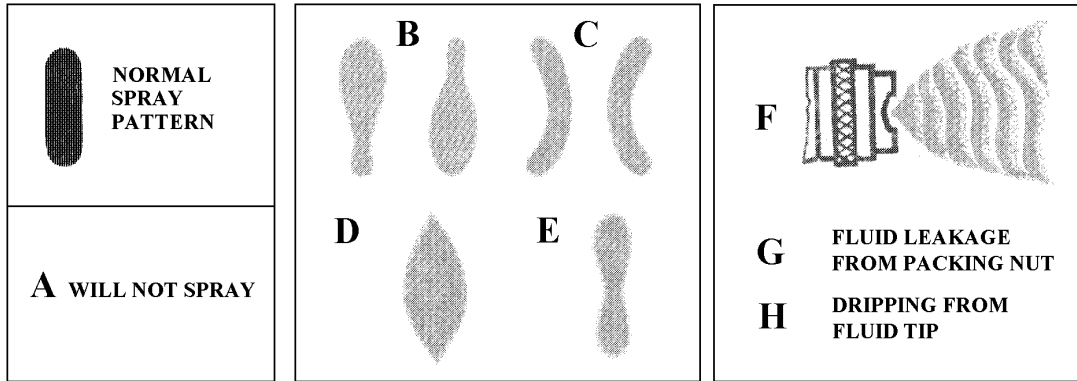 NORMAL
SPRAY
PATTERN
A WILL NOT SPRAY
B
C
D
E
F
G FLUID LEAKAGE
FROM PACKING NUT
H DRIPPING FROM
FLUID TIP